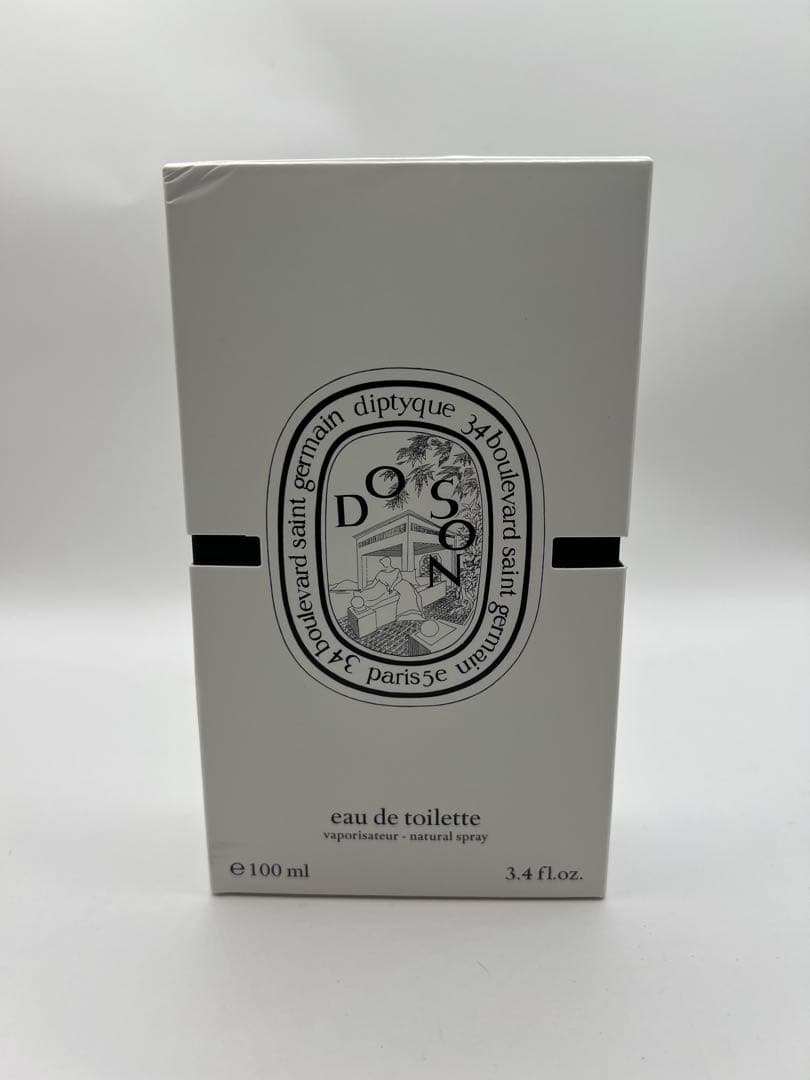 diptyque 34 boulevard saint germain paris5e 34 boulevard saint germain
DO SON
eau de toilette
vaporisateur - natural spray
℮ 100 ml
3.4 fl.oz.